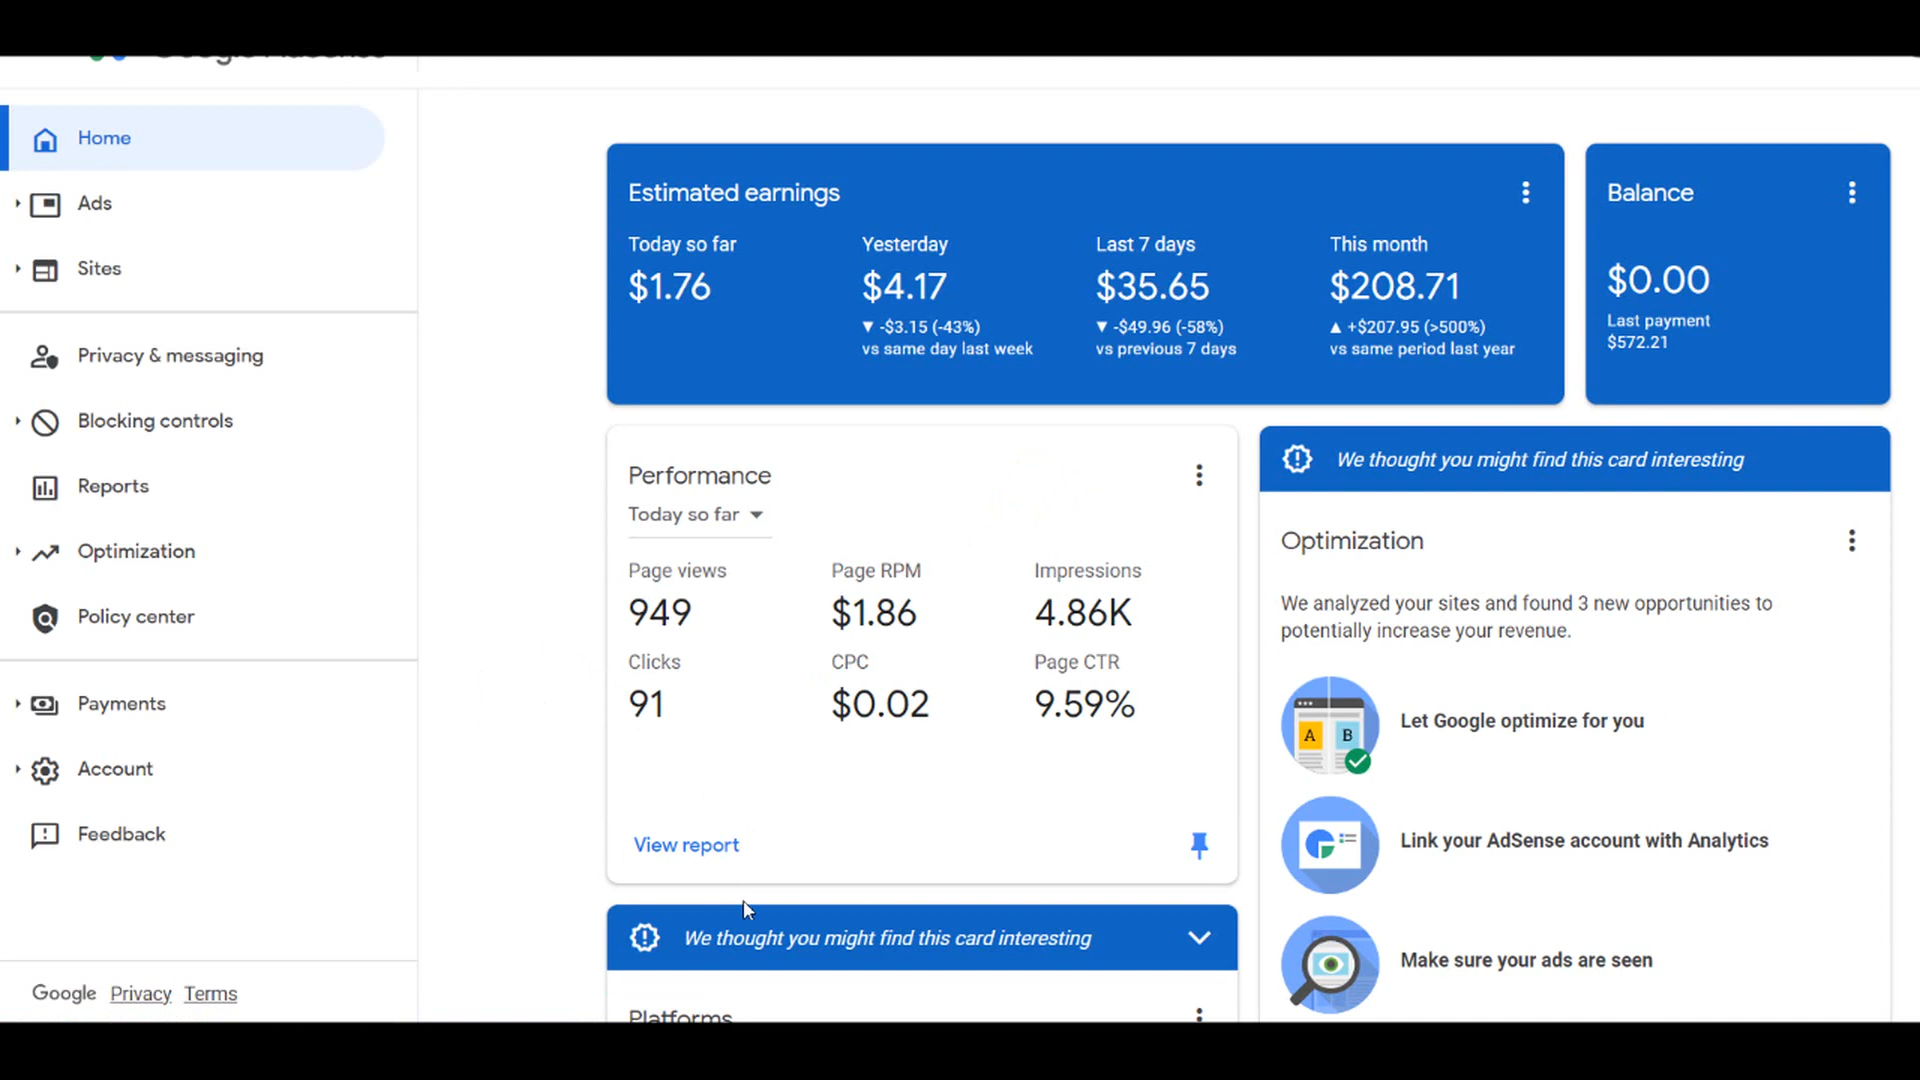 Google AdSense
Home
Ads
Sites
Privacy & messaging
Blocking controls
Reports
Optimization
Policy center
Payments
Account
Feedback
Google Privacy Terms
Estimated earnings
Today so far
$1.76
Yesterday
$4.17
▼ -$3.15 (-43%)
vs same day last week
Last 7 days
$35.65
▼ -$49.96 (-58%)
vs previous 7 days
This month
$208.71
▲ +$207.95 (>500%)
vs same period last year
Balance
$0.00
Last payment
$572.21
Performance
Today so far
Page views
949
Page RPM
$1.86
Impressions
4.86K
Clicks
91
CPC
$0.02
Page CTR
9.59%
View report
We thought you might find this card interesting
Platforms
We thought you might find this card interesting
Optimization
We analyzed your sites and found 3 new opportunities to
potentially increase your revenue.
A B
Let Google optimize for you
Link your AdSense account with Analytics
Make sure your ads are seen